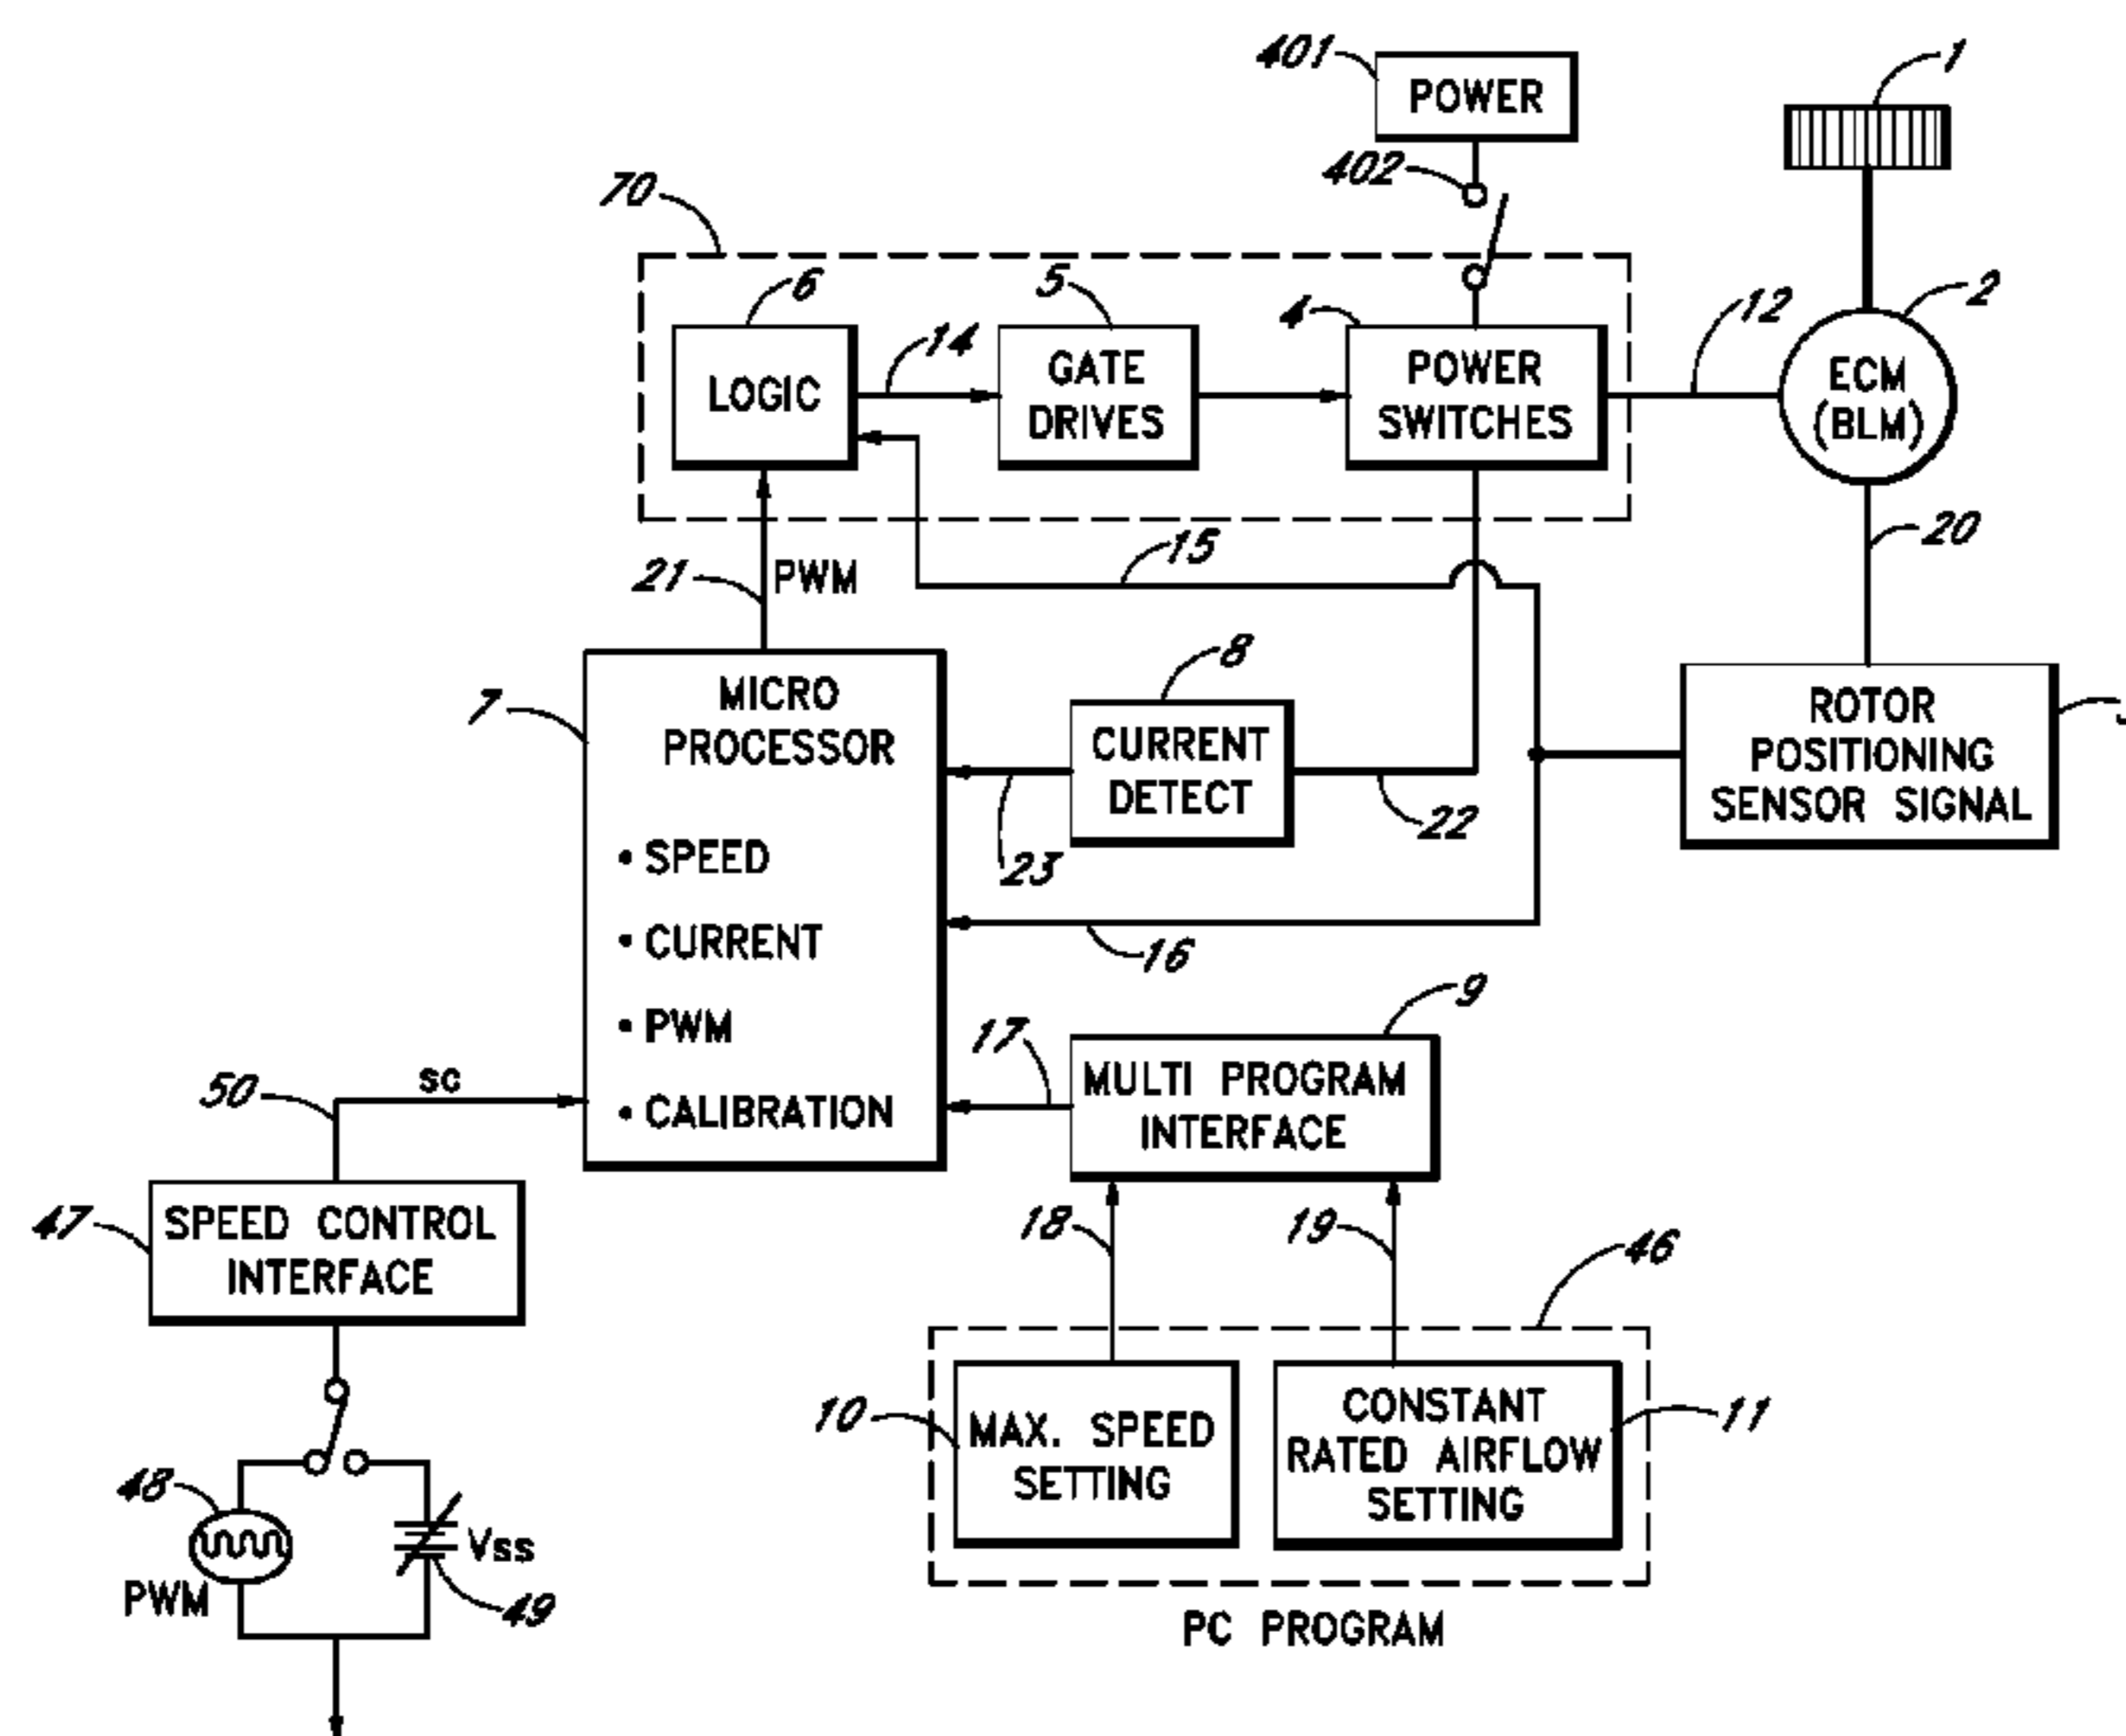 401
POWER
1
402
70
6
5
4
12
2
14
LOGIC
GATE
DRIVES
POWER
SWITCHES
ECM
(BLM)
15
20
21
PWM
8
7
MICRO
PROCESSOR
CURRENT
DETECT
ROTOR
POSITIONING
SENSOR SIGNAL
22
23
• SPEED
• CURRENT
• PWM
• CALIBRATION
16
9
17
MULTI PROGRAM
INTERFACE
50
sc
47
SPEED CONTROL
INTERFACE
18
19
46
10
MAX. SPEED
SETTING
CONSTANT
RATED AIRFLOW
SETTING
11
48
PWM
Vss
49
PC PROGRAM